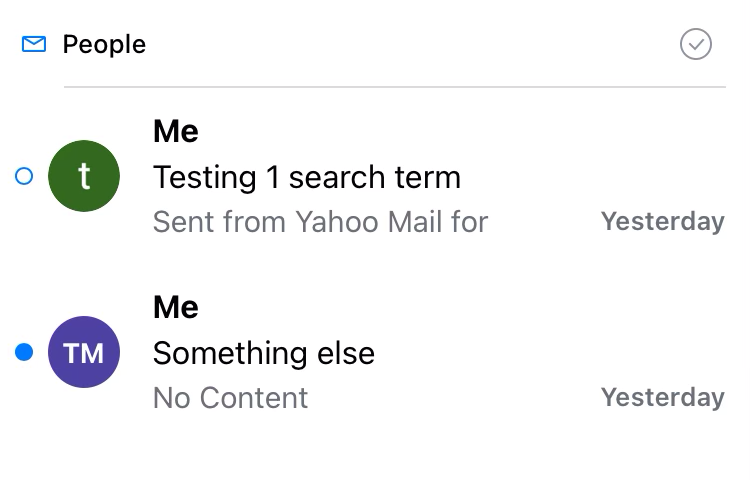 People
Me
t
Testing 1 search term
Sent from Yahoo Mail for
Yesterday
Me
TM
Something else
No Content
Yesterday